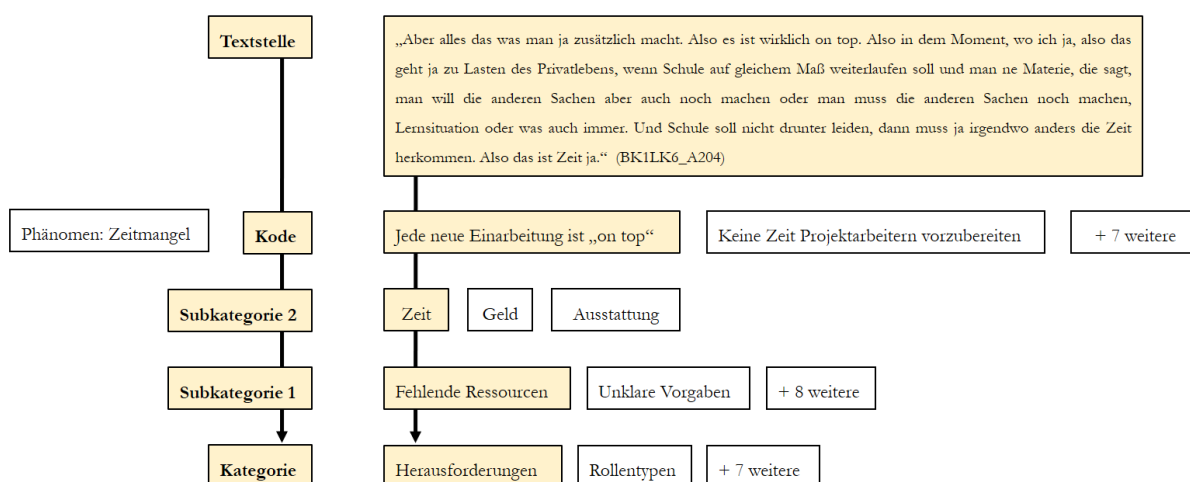 Textstelle
„Aber alles das was man ja zusätzlich macht. Also es ist wirklich on top. Also in dem Moment, wo ich ja, also das
geht ja zu Lasten des Privatlebens, wenn Schule auf gleichem Maß weiterlaufen soll und man ne Materie, die sagt,
man will die anderen Sachen aber auch noch machen oder man muss die anderen Sachen noch machen,
Lernsituation oder was auch immer. Und Schule soll nicht drunter leiden, dann muss ja irgendwo anders die Zeit
herkommen. Also das ist Zeit ja.“ (BK1LK6_A204)
Phänomen: Zeitmangel
Kode
Jede neue Einarbeitung ist „on top“
Keine Zeit Projektarbeitern vorzubereiten
+ 7 weitere
Subkategorie 2
Zeit
Geld
Ausstattung
Subkategorie 1
Fehlende Ressourcen
Unklare Vorgaben
+ 8 weitere
Kategorie
Herausforderungen
Rollentypen
+ 7 weitere